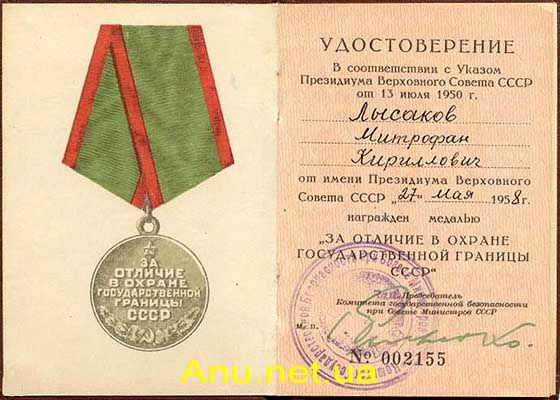 ЗА
ОТЛИЧИЕ
В ОХРАНЕ
ГОСУДАРСТВЕННОЙ
ГРАНИЦЫ
СССР
УДОСТОВЕРЕНИЕ
В соответствии с Указом
Президиума Верховного Совета СССР
от 13 июля 1950 г.
Лысаков
Митрофан
Кириллович
от имени Президиума Верховного
Совета СССР „27“ мая 1958г.
награжден медалью
„ЗА ОТЛИЧИЕ В ОХРАНЕ
ГОСУДАРСТВЕННОЙ ГРАНИЦЫ
СССР“
Председатель
Комитета государственной безопасности
при Совете Министров СССР
М. п.
№ 002155
Anu.net.ua